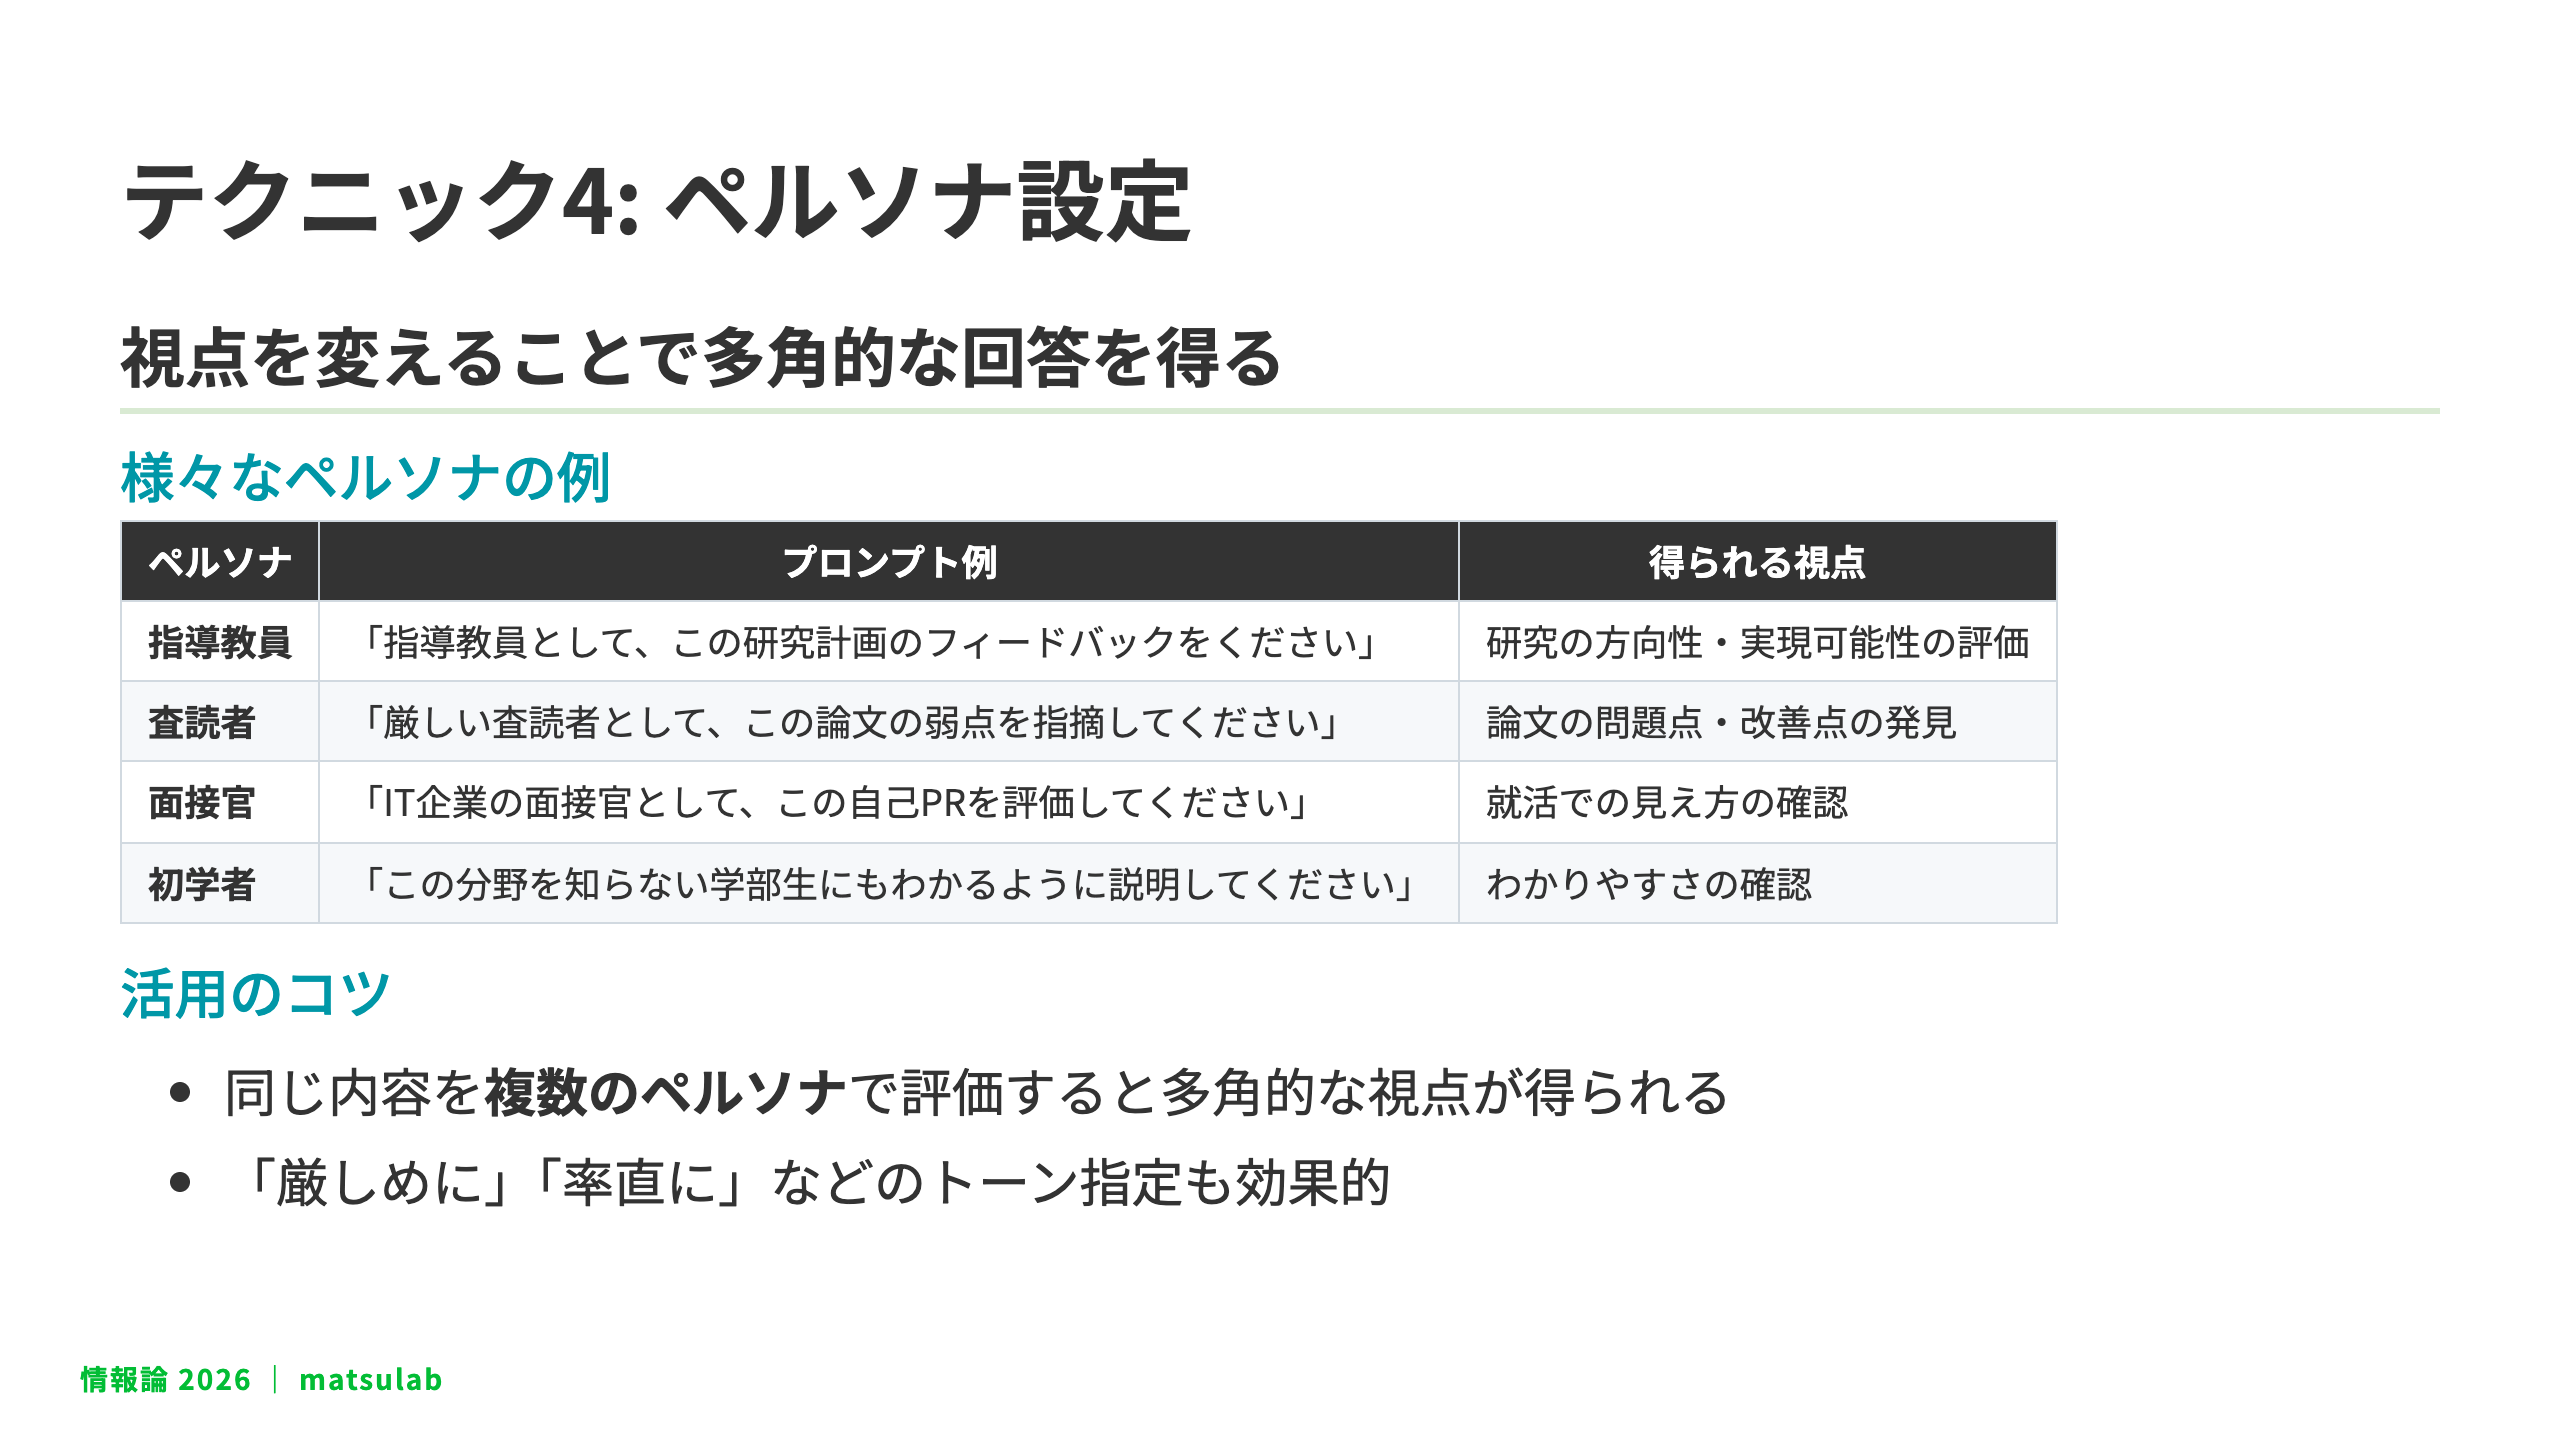 テクニック4: ペルソナ設定
視点を変えることで多角的な回答を得る
様々なペルソナの例
ペルソナ プロンプト例 得られる視点
指導教員 「指導教員として、この研究計画のフィードバックをください」 研究の方向性・実現可能性の評価
査読者 「厳しい査読者として、この論文の弱点を指摘してください」 論文の問題点・改善点の発見
面接官 「IT企業の面接官として、この自己PRを評価してください」 就活での見え方の確認
初学者 「この分野を知らない学部生にもわかるように説明してください」 わかりやすさの確認
活用のコツ
• 同じ内容を複数のペルソナで評価すると多角的な視点が得られる
• 「厳しめに」「率直に」などのトーン指定も効果的
情報論 2026 ｜ matsulab